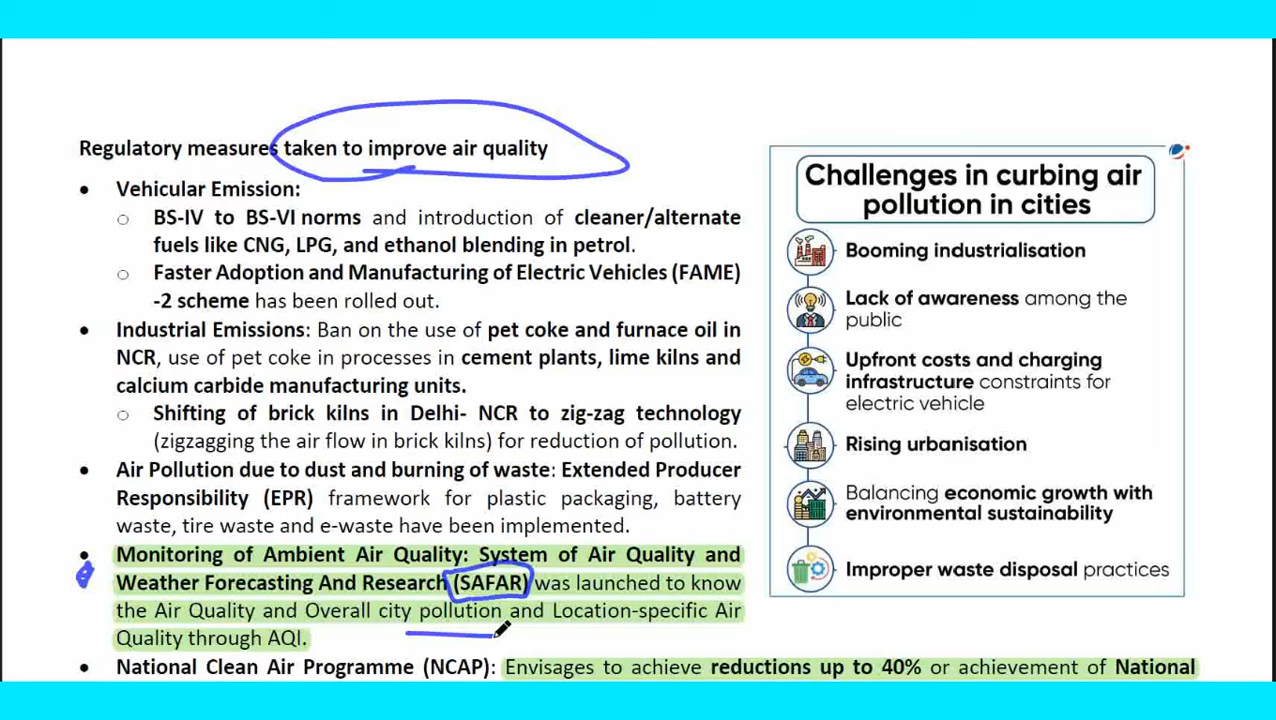 Regulatory measures taken to improve air quality
• Vehicular Emission:
○ BS-IV to BS-VI norms and introduction of cleaner/alternate
fuels like CNG, LPG, and ethanol blending in petrol.
○ Faster Adoption and Manufacturing of Electric Vehicles (FAME)
-2 scheme has been rolled out.
• Industrial Emissions: Ban on the use of pet coke and furnace oil in
NCR, use of pet coke in processes in cement plants, lime kilns and
calcium carbide manufacturing units.
○ Shifting of brick kilns in Delhi- NCR to zig-zag technology
(zigzagging the air flow in brick kilns) for reduction of pollution.
• Air Pollution due to dust and burning of waste: Extended Producer
Responsibility (EPR) framework for plastic packaging, battery
waste, tire waste and e-waste have been implemented.
• Monitoring of Ambient Air Quality: System of Air Quality and
Weather Forecasting And Research (SAFAR) was launched to know
the Air Quality and Overall city pollution and Location-specific Air
Quality through AQI.
• National Clean Air Programme (NCAP): Envisages to achieve reductions up to 40% or achievement of National
Challenges in curbing air
pollution in cities
Booming industrialisation
Lack of awareness among the
public
Upfront costs and charging
infrastructure constraints for
electric vehicle
Rising urbanisation
Balancing economic growth with
environmental sustainability
Improper waste disposal practices